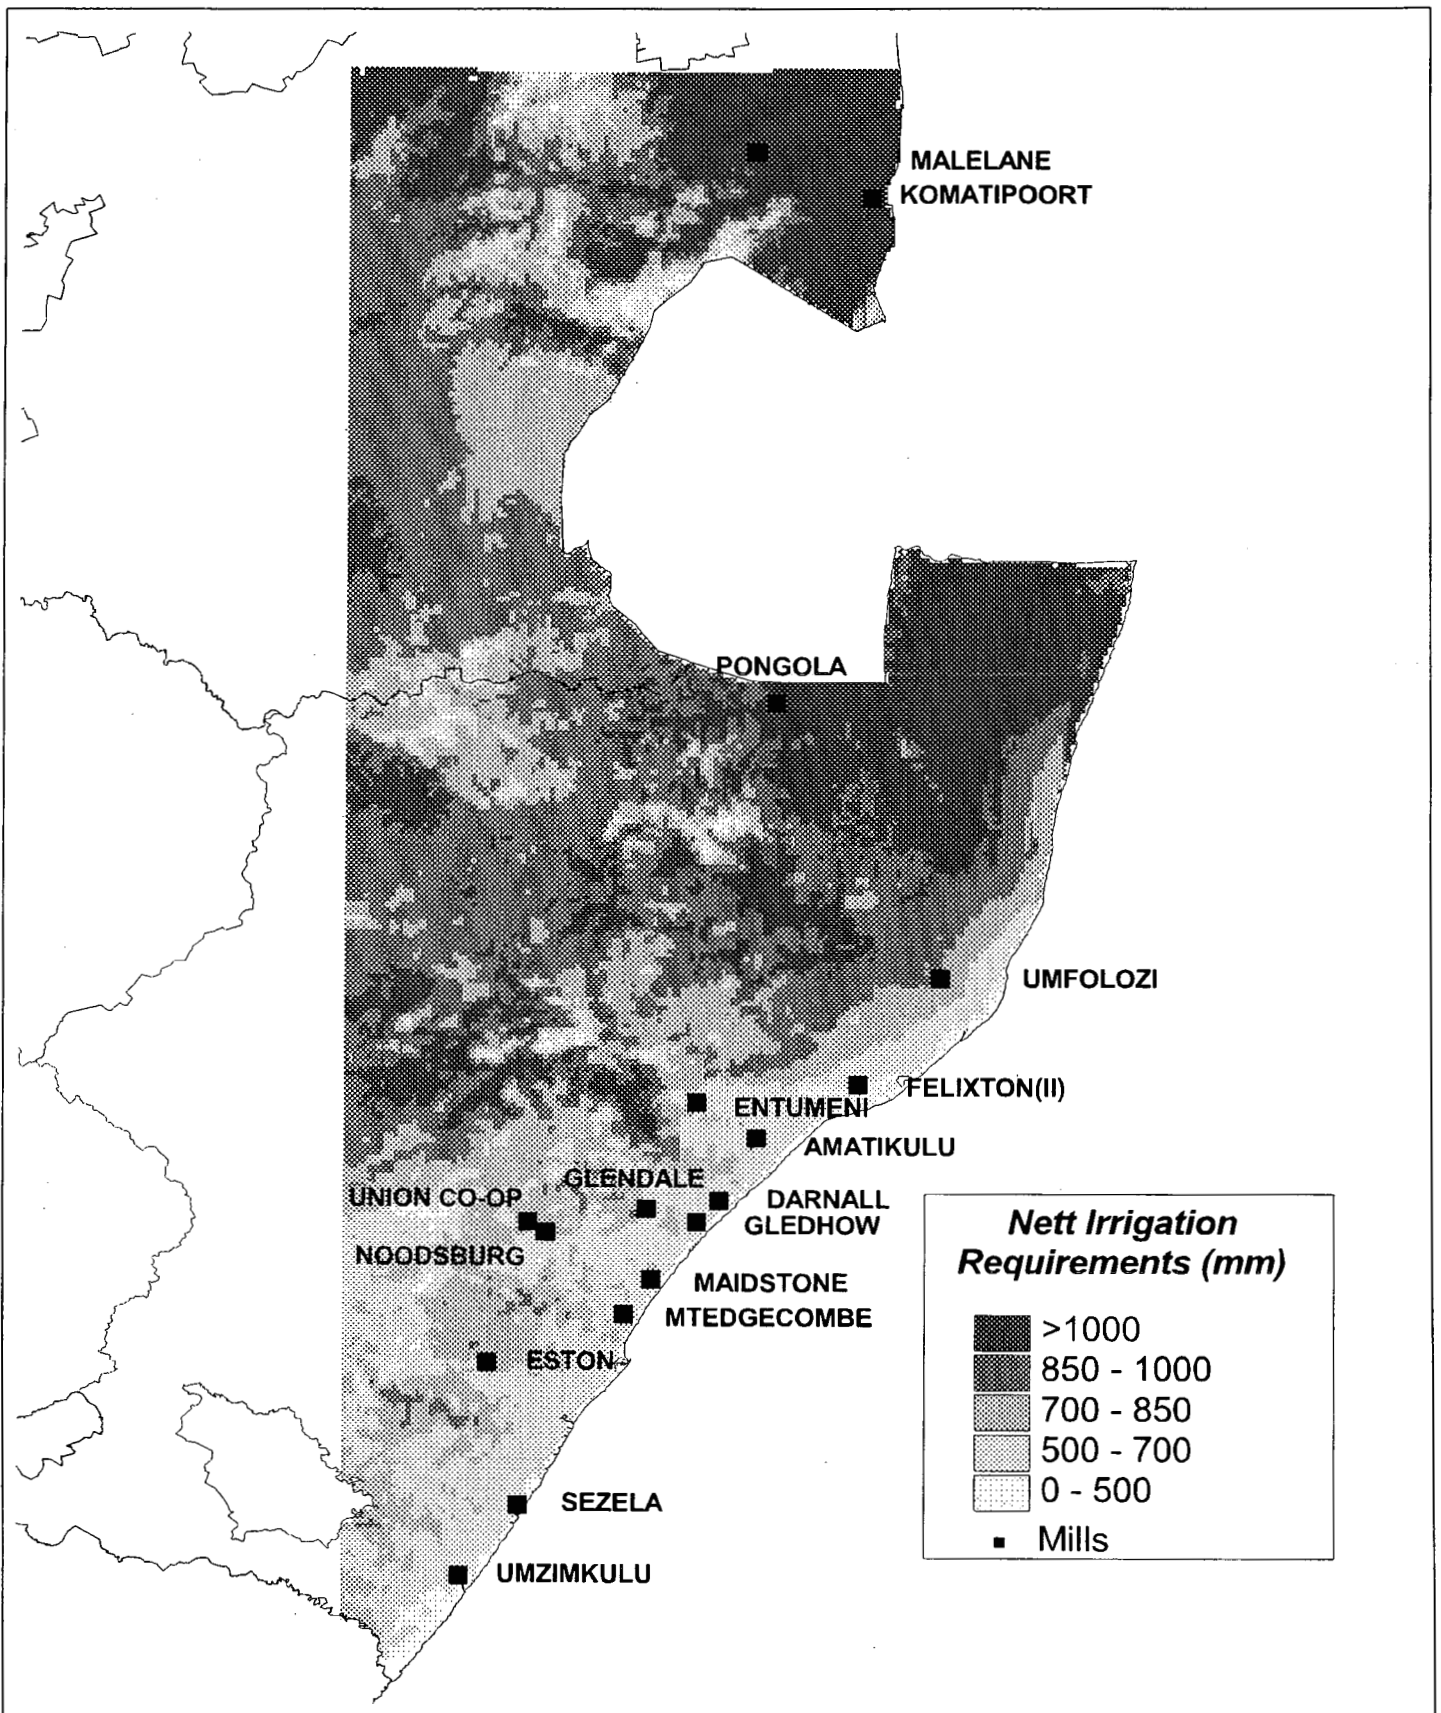 MALELANE
KOMATIPOORT
PONGOLA
UMFOLOZI
FELIXTON(II)
ENTUMENI
AMATIKULU
GLENDALE
UNION CO-OP
DARNALL
GLEDHOW
NOODSBURG
MAIDSTONE
MTEDGECOMBE
ESTON
SEZELA
UMZIMKULU
Nett Irrigation
Requirements (mm)
>1000
850 - 1000
700 - 850
500 - 700
0 - 500
Mills